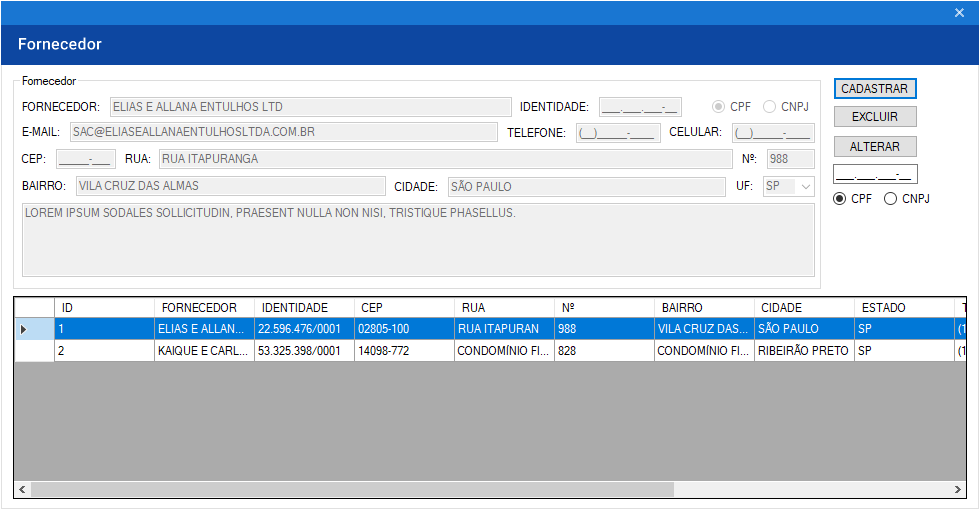 Fornecedor
Fornecedor
FORNECEDOR: ELIAS E ALLANA ENTULHOS LTD IDENTIDADE: ___.___.___-__ CPF CNPJ
E-MAIL: SAC@ELIASEALLANAENTULHOSLTDA.COM.BR TELEFONE: (__)_____-____ CELULAR: (__)_____-____
CEP: _____-___ RUA: RUA ITAPURANGA Nº: 988
BAIRRO: VILA CRUZ DAS ALMAS CIDADE: SÃO PAULO UF: SP
LOREM IPSUM SODALES SOLLICITUDIN, PRAESENT NULLA NON NISI, TRISTIQUE PHASELLUS.
CADASTRAR
EXCLUIR
ALTERAR
___.___.___-__
CPF CNPJ
ID FORNECEDOR IDENTIDADE CEP RUA Nº BAIRRO CIDADE ESTADO T
1 ELIAS E ALLAN... 22.596.476/0001 02805-100 RUA ITAPURAN 988 VILA CRUZ DAS... SÃO PAULO SP (1
2 KAIQUE E CARL... 53.325.398/0001 14098-772 CONDOMÍNIO FI... 828 CONDOMÍNIO FI... RIBEIRÃO PRETO SP (1